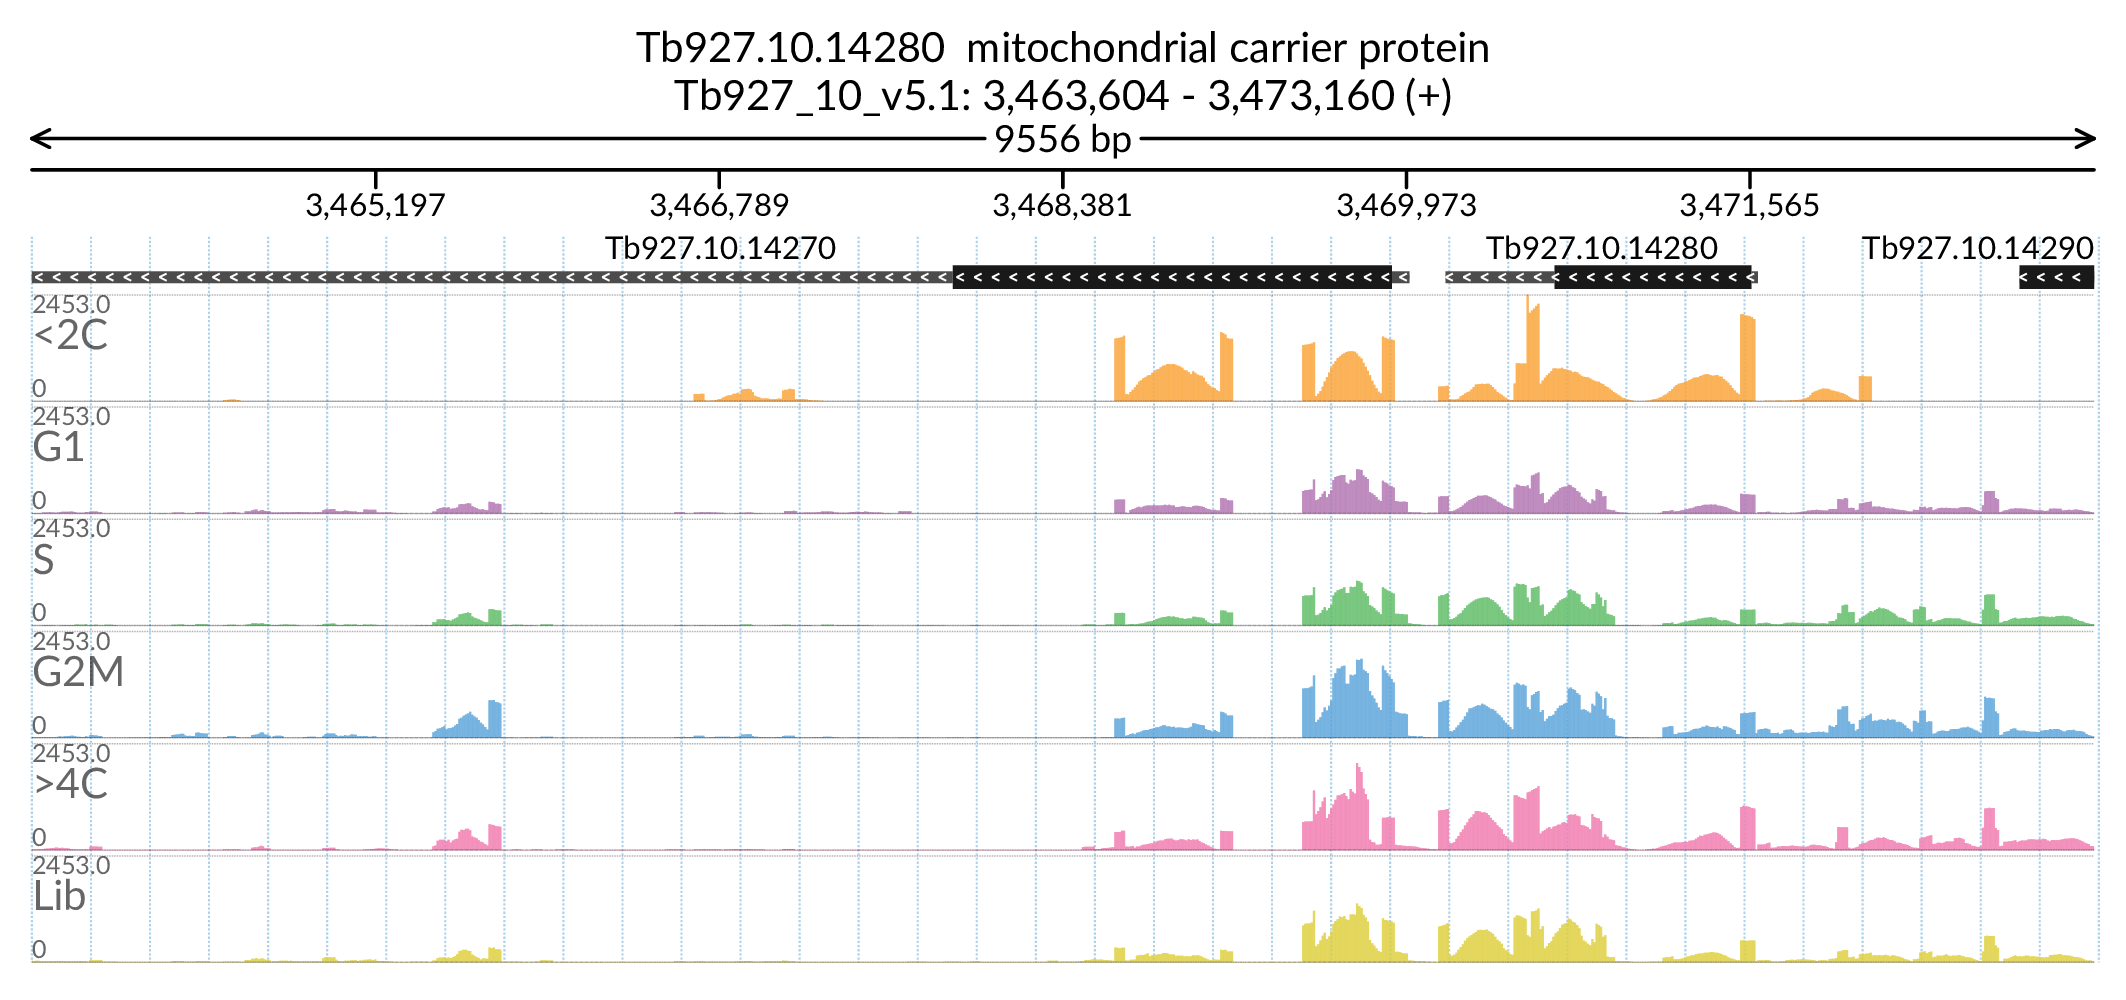 Tb927.10.14280  mitochondrial carrier protein
Tb927_10_v5.1: 3,463,604 - 3,473,160 (+)
9556 bp
3,465,197 3,466,789 3,468,381 3,469,973 3,471,565
Tb927.10.14270 Tb927.10.14280 Tb927.10.14290
2453.0
<2C
0
2453.0
G1
0
2453.0
S
0
2453.0
G2M
0
2453.0
>4C
0
2453.0
Lib
0